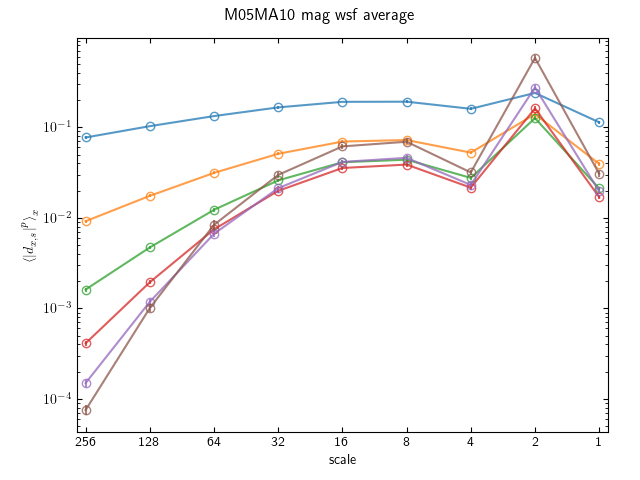 M05MA10 mag wsf average
10⁻¹
10⁻²
10⁻³
10⁻⁴
⟨|d_{x,s}|^p⟩_x
256 128 64 32 16 8 4 2 1
scale